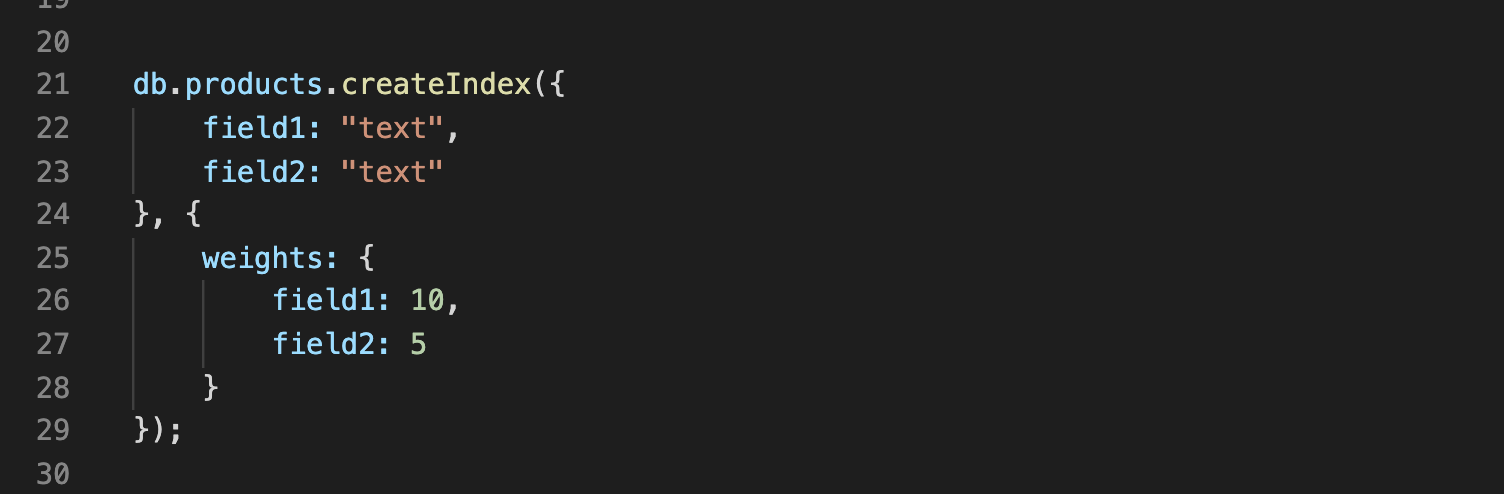 19
20
21 db.products.createIndex({
22     field1: "text",
23     field2: "text"
24 }, {
25     weights: {
26         field1: 10,
27         field2: 5
28     }
29 });
30